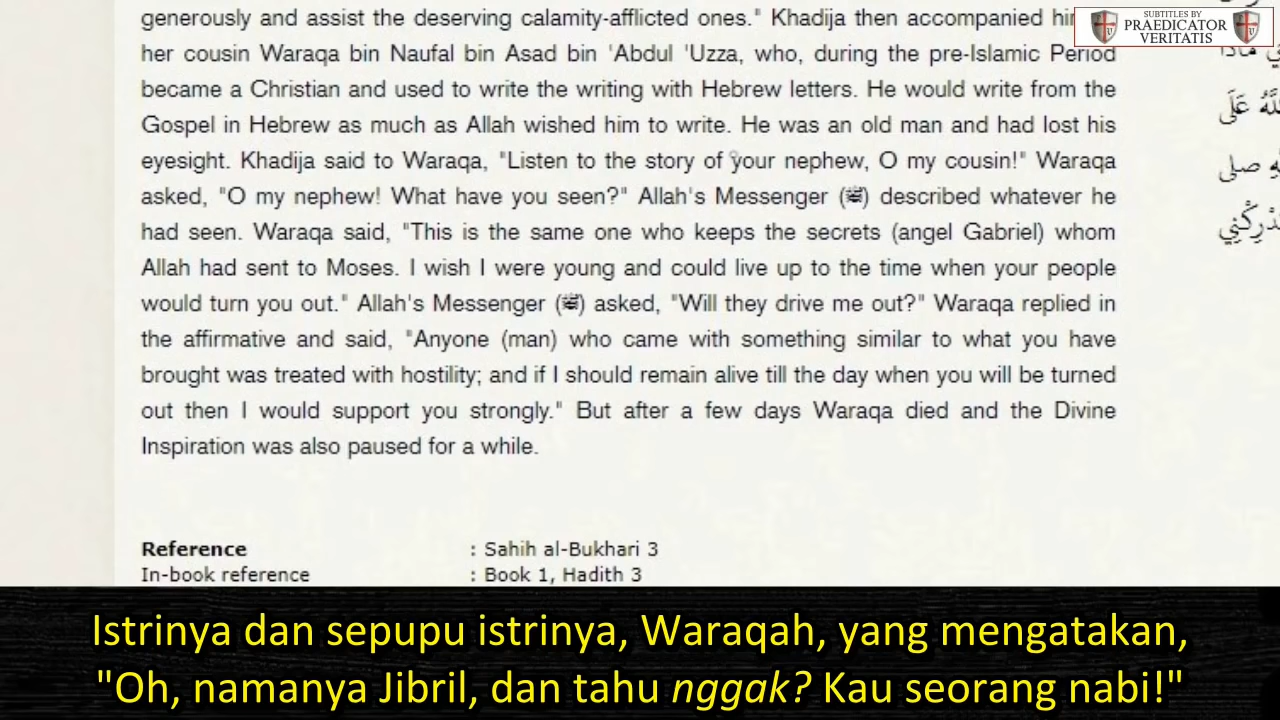 generously and assist the deserving calamity-afflicted ones." Khadija then accompanied
SUBTITLES BY
PRAEDICATOR
VERITATIS
her cousin Waraqa bin Naufal bin Asad bin 'Abdul 'Uzza, who, during the pre-Islamic Period
became a Christian and used to write the writing with Hebrew letters. He would write from the
Gospel in Hebrew as much as Allah wished him to write. He was an old man and had lost his
eyesight. Khadija said to Waraqa, "Listen to the story of your nephew, O my cousin!" Waraqa
asked, "O my nephew! What have you seen?" Allah's Messenger (ﷺ) described whatever he
had seen. Waraqa said, "This is the same one who keeps the secrets (angel Gabriel) whom
Allah had sent to Moses. I wish I were young and could live up to the time when your people
would turn you out." Allah's Messenger (ﷺ) asked, "Will they drive me out?" Waraqa replied in
the affirmative and said, "Anyone (man) who came with something similar to what you have
brought was treated with hostility; and if I should remain alive till the day when you will be turned
out then I would support you strongly." But after a few days Waraqa died and the Divine
Inspiration was also paused for a while.
عَلَى
صلى
Reference : Sahih al-Bukhari 3
In-book reference : Book 1, Hadith 3
Istrinya dan sepupu istrinya, Waraqah, yang mengatakan,
"Oh, namanya Jibril, dan tahu nggak? Kau seorang nabi!"